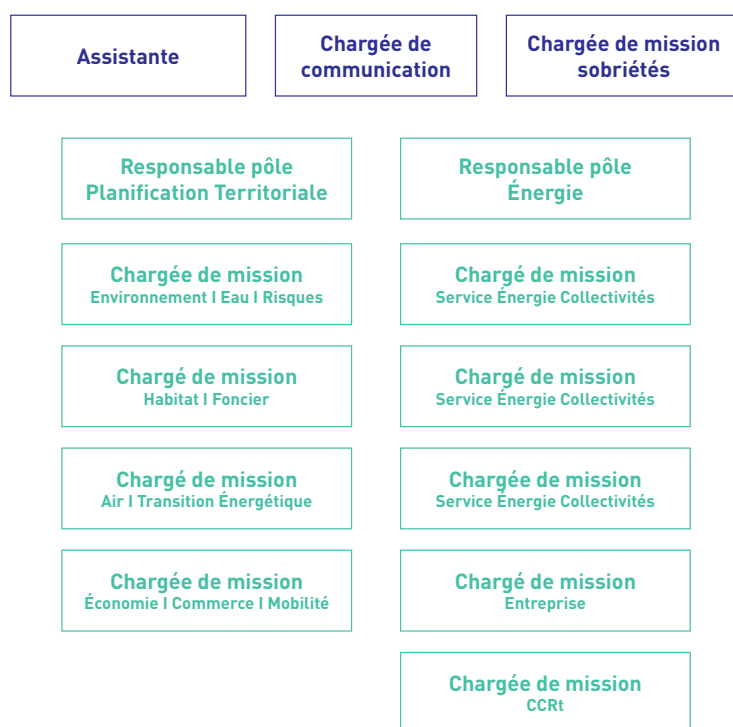 Assistante
Chargée de
communication
Chargée de mission
sobriétés
Responsable pôle
Planification Territoriale
Chargée de mission
Environnement I Eau I Risques
Chargé de mission
Habitat I Foncier
Chargé de mission
Air I Transition Énergétique
Chargée de mission
Économie I Commerce I Mobilité
Responsable pôle
Énergie
Chargé de mission
Service Énergie Collectivités
Chargé de mission
Service Énergie Collectivités
Chargée de mission
Service Énergie Collectivités
Chargé de mission
Entreprise
Chargée de mission
CCRt